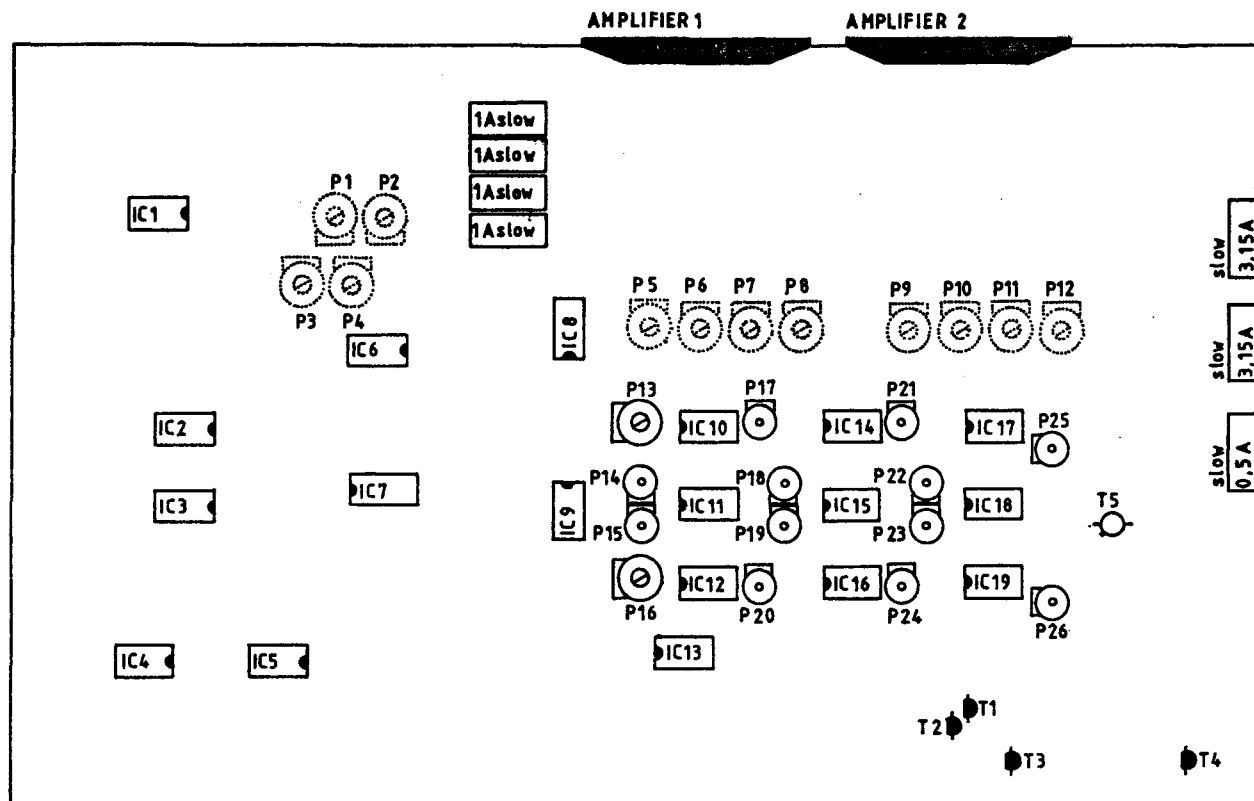 AMPLIFIER 1
AMPLIFIER 2
1Aslow
1Aslow
1Aslow
1Aslow
P1
P2
IC1
P3
P4
slow
3,15A
P5
P6
P7
P8
P9
P10
P11
P12
IC6
IC8
slow
3,15A
P13
P17
P21
P25
IC2
IC10
IC14
IC17
slow
0,5A
P14
P18
P22
IC3
IC7
IC9
IC11
IC15
IC18
T5
P15
P19
P23
IC12
IC16
IC19
P16
P20
P24
P26
IC4
IC5
IC13
T1
T2
T3
T4